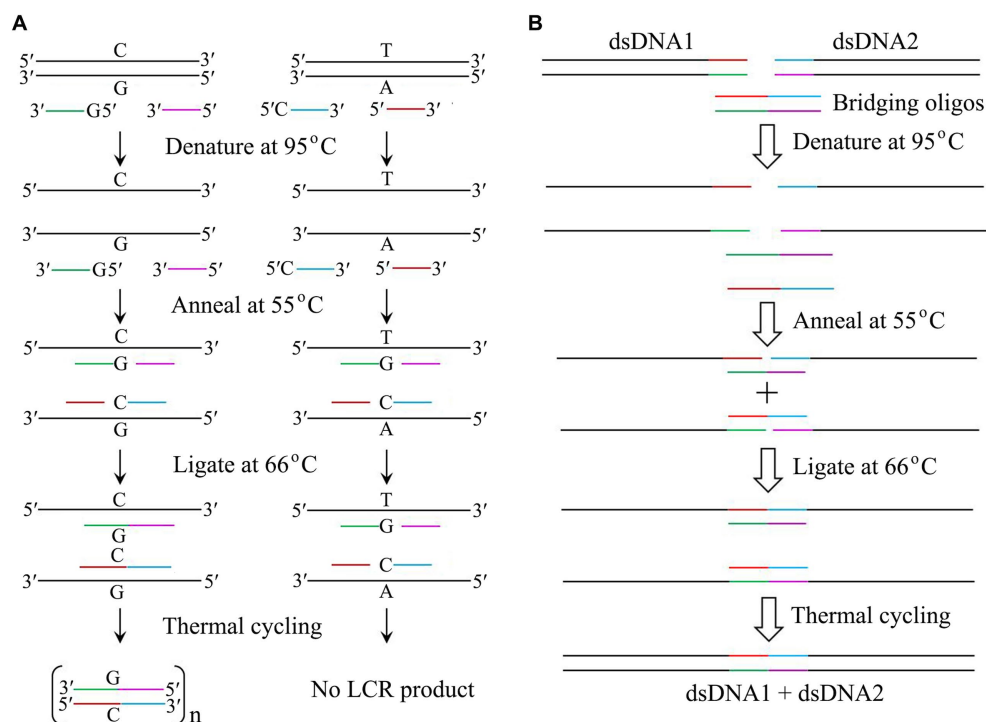 A
C T
5′ 3′ 5′ 3′
3′ 5′ 3′ 5′
G A
3′ G5′ 3′ 5′ 5′C 3′ 5′ 3′
Denature at 95°C
C T
5′ 3′ 5′ 3′
3′ 5′ 3′ 5′
G A
3′ G5′ 3′ 5′ 5′C 3′ 5′ 3′
Anneal at 55°C
C T
5′ 3′ 5′ 3′
G G
C C
3′ 5′ 3′ 5′
G A
Ligate at 66°C
C T
5′ 3′ 5′ 3′
G G
C C
3′ 5′ 3′ 5′
G A
Thermal cycling
G
3′ 5′
5′ 3′
C n
No LCR product
B
dsDNA1 dsDNA2
Bridging oligos
Denature at 95°C
Anneal at 55°C
+
Ligate at 66°C
Thermal cycling
dsDNA1 + dsDNA2